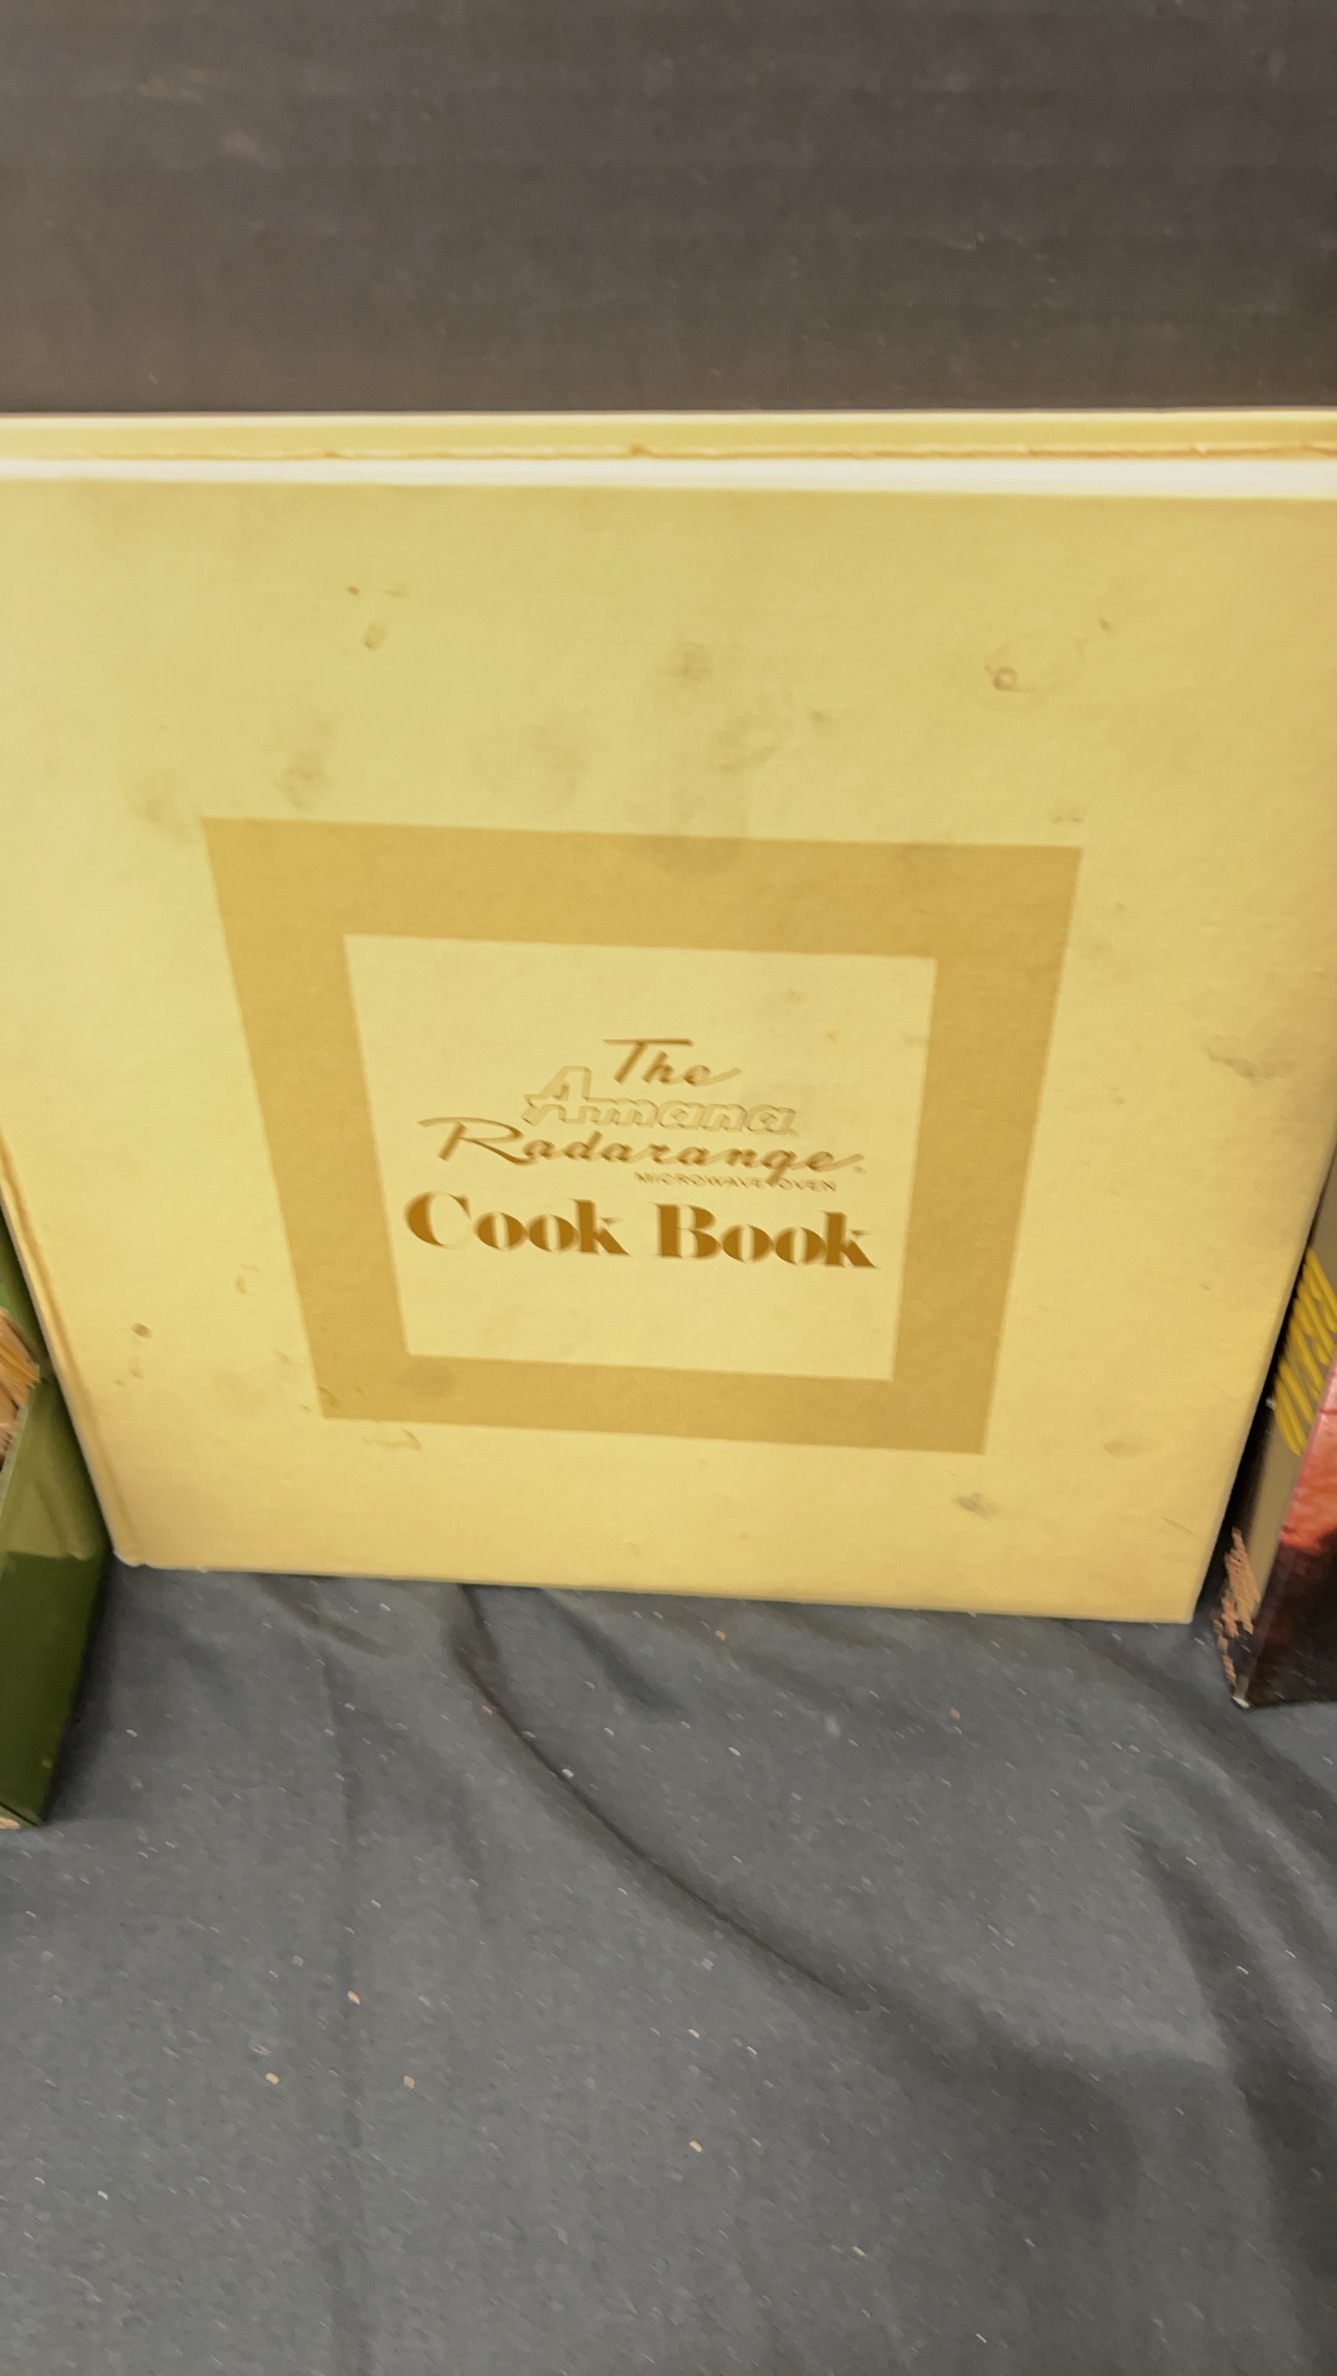 The
Amana
Radarange®
MICROWAVE OVEN
Cook Book